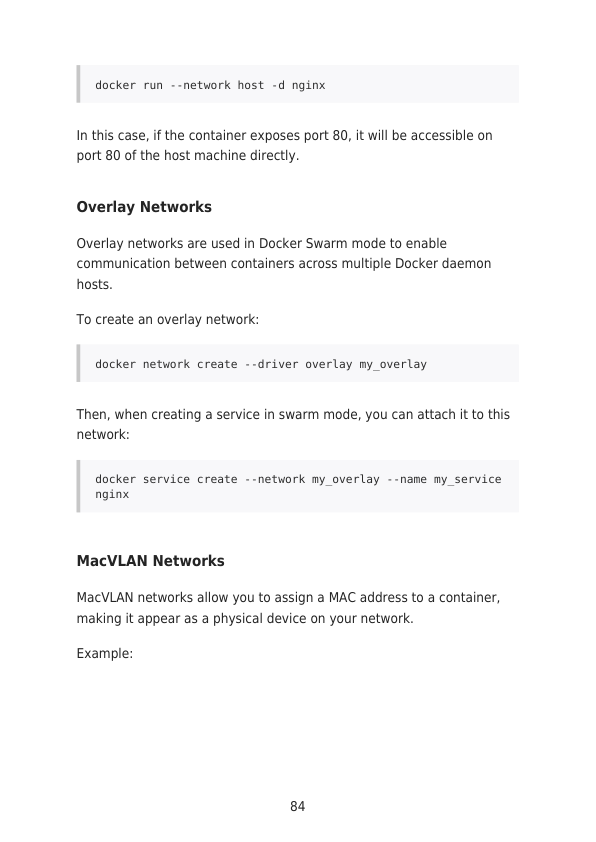 docker run --network host -d nginx
In this case, if the container exposes port 80, it will be accessible on
port 80 of the host machine directly.
Overlay Networks
Overlay networks are used in Docker Swarm mode to enable
communication between containers across multiple Docker daemon
hosts.
To create an overlay network:
docker network create --driver overlay my_overlay
Then, when creating a service in swarm mode, you can attach it to this
network:
docker service create --network my_overlay --name my_service
nginx
MacVLAN Networks
MacVLAN networks allow you to assign a MAC address to a container,
making it appear as a physical device on your network.
Example:
84